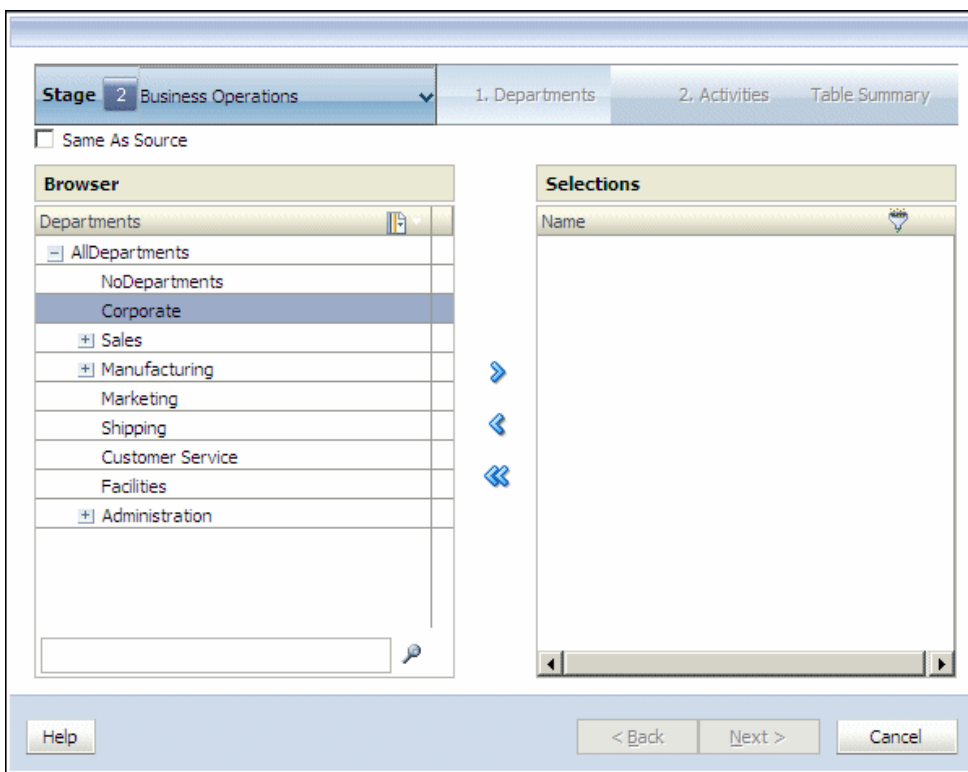 Stage 2 Business Operations 1. Departments 2. Activities Table Summary
Same As Source
Browser Selections
Departments Name
AllDepartments
NoDepartments
Corporate
Sales
Manufacturing
Marketing
Shipping
Customer Service
Facilities
Administration
Help < Back Next > Cancel